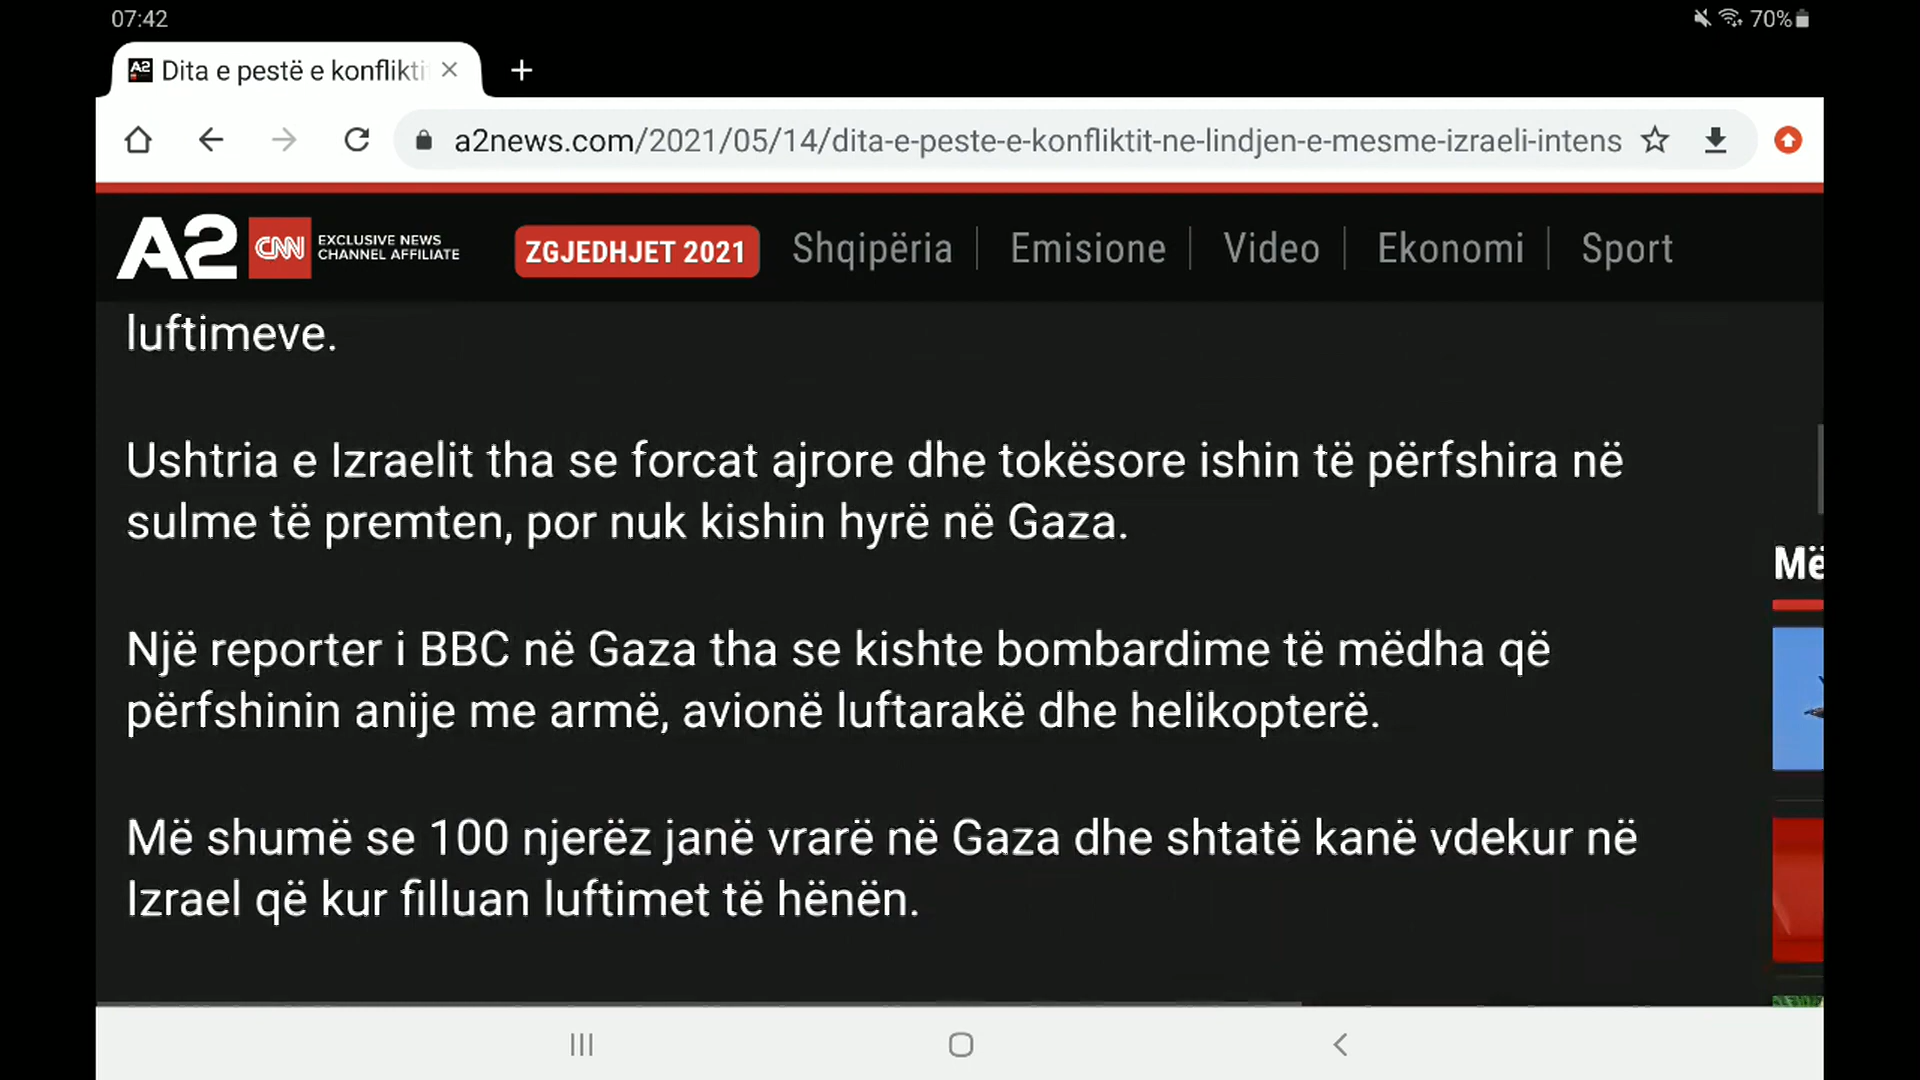 07:42
70%
A2 Dita e pestë e konflikti
a2news.com/2021/05/14/dita-e-peste-e-konfliktit-ne-lindjen-e-mesme-izraeli-intens
A2 CNN EXCLUSIVE NEWS
CHANNEL AFFILIATE
ZGJEDHJET 2021 Shqipëria Emisione Video Ekonomi Sport
luftimeve.
Ushtria e Izraelit tha se forcat ajrore dhe tokësore ishin të përfshira në
sulme të premten, por nuk kishin hyrë në Gaza.
Më
Një reporter i BBC në Gaza tha se kishte bombardime të mëdha që
përfshinin anije me armë, avionë luftarakë dhe helikopterë.
Më shumë se 100 njerëz janë vrarë në Gaza dhe shtatë kanë vdekur në
Izrael që kur filluan luftimet të hënën.